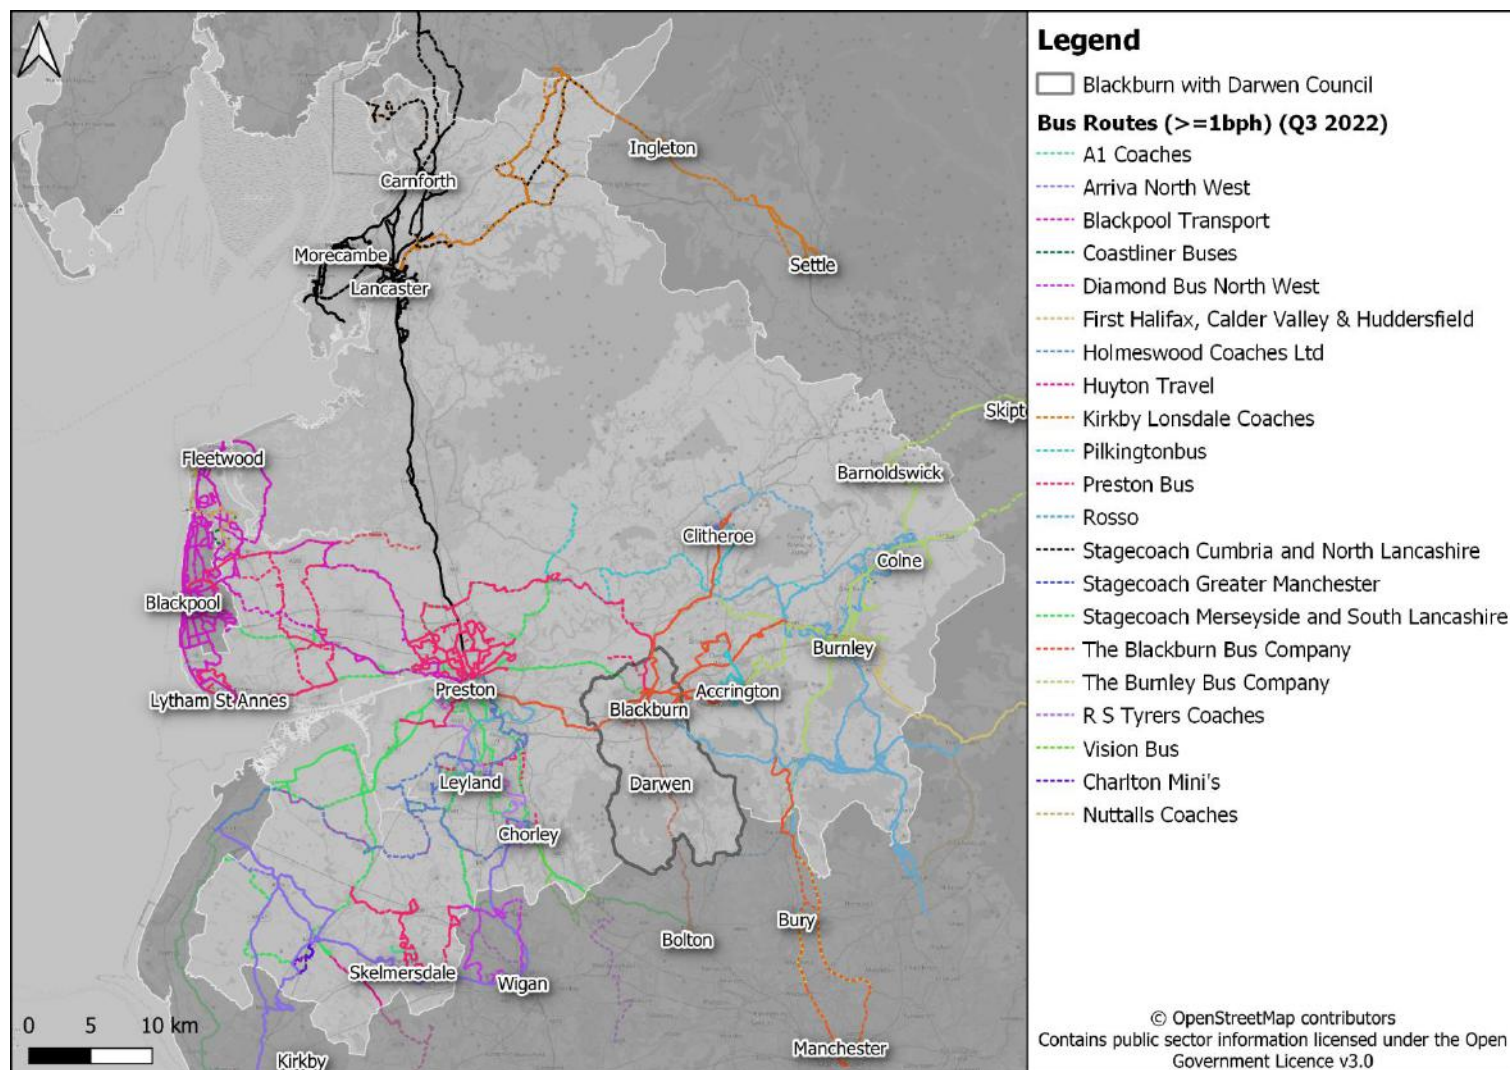 Ingleton
Carnforth
Morecambe
Lancaster
Settle
Skipt
Fleetwood
Barnoldswick
Clitheroe
Colne
Blackpool
Burnley
Lytham St Annes
Preston
Accrington
Blackburn
Leyland
Darwen
Chorley
Bury
Bolton
Skelmersdale
Wigan
Manchester
Kirkby
0 5 10 km
Legend
Blackburn with Darwen Council
Bus Routes (>=1bph) (Q3 2022)
A1 Coaches
Arriva North West
Blackpool Transport
Coastliner Buses
Diamond Bus North West
First Halifax, Calder Valley & Huddersfield
Holmeswood Coaches Ltd
Huyton Travel
Kirkby Lonsdale Coaches
Pilkingtonbus
Preston Bus
Rosso
Stagecoach Cumbria and North Lancashire
Stagecoach Greater Manchester
Stagecoach Merseyside and South Lancashire
The Blackburn Bus Company
The Burnley Bus Company
R S Tyrers Coaches
Vision Bus
Charlton Mini's
Nuttalls Coaches
© OpenStreetMap contributors
Contains public sector information licensed under the Open
Government Licence v3.0